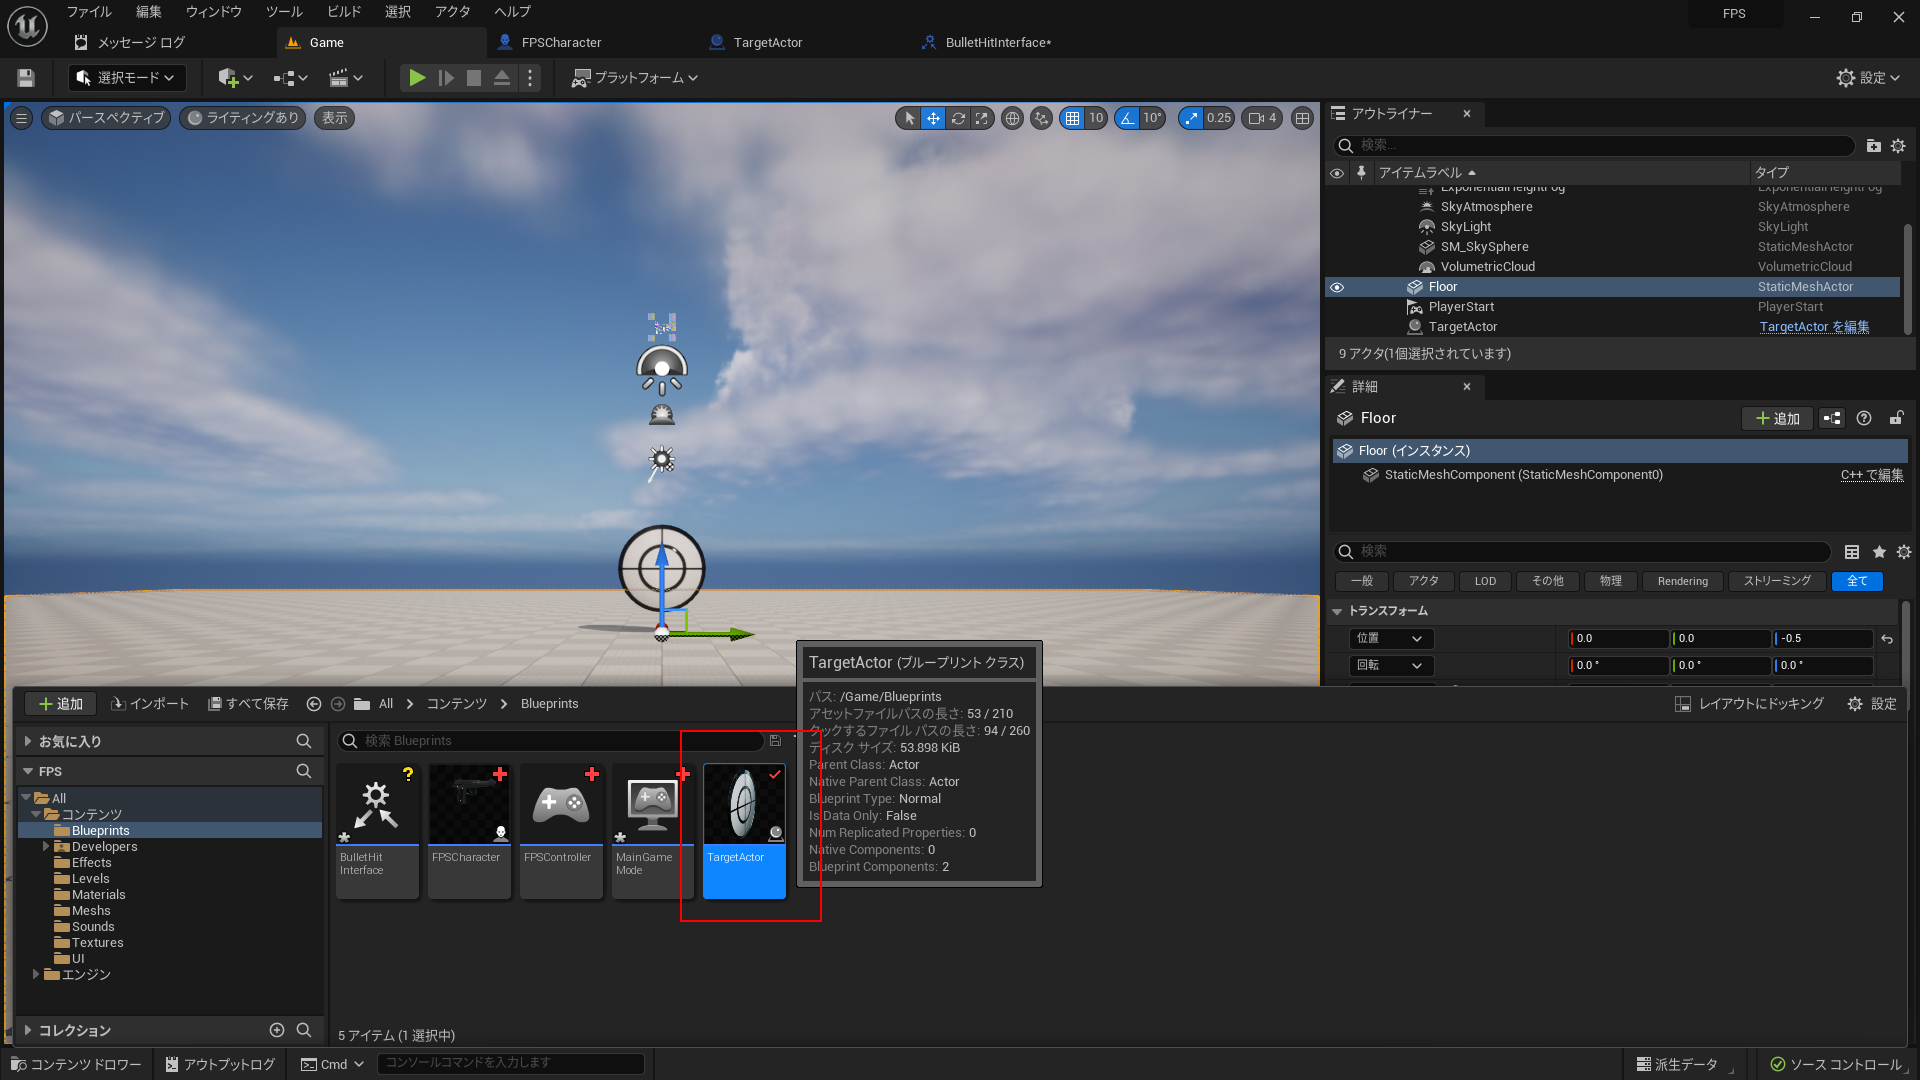 ファイル 編集 ウィンドウ ツール ビルド 選択 アクタ ヘルプ
FPS
メッセージ ログ
Game
FPSCharacter
TargetActor
BulletHitInterface*
選択モード
プラットフォーム
設定
パースペクティブ
ライティングあり
表示
10
10°
0.25
4
アウトライナー
検索...
アイテムラベル
タイプ
ExponentialHeightFog ExponentialHeightFog
SkyAtmosphere SkyAtmosphere
SkyLight SkyLight
SM_SkySphere StaticMeshActor
VolumetricCloud VolumetricCloud
Floor StaticMeshActor
PlayerStart PlayerStart
TargetActor TargetActor を編集
9 アクタ(1個選択されています)
詳細
Floor
追加
Floor (インスタンス)
StaticMeshComponent (StaticMeshComponent0) C++ で編集
検索
一般 アクタ LOD その他 物理 Rendering ストリーミング 全て
トランスフォーム
位置 0.0 0.0 -0.5
回転 0.0 ° 0.0 ° 0.0 °
追加
インポート
すべて保存
All
コンテンツ
Blueprints
レイアウトにドッキング
設定
お気に入り
FPS
All
コンテンツ
Blueprints
Developers
Effects
Levels
Materials
Meshs
Sounds
Textures
UI
エンジン
コレクション
検索 Blueprints
BulletHit
Interface
FPSCharacter
FPSController
MainGame
Mode
TargetActor
TargetActor (ブループリント クラス)
パス: /Game/Blueprints
アセットファイルパスの長さ: 53 / 210
クックするファイル パスの長さ: 94 / 260
ディスク サイズ: 53.898 KiB
Parent Class: Actor
Native Parent Class: Actor
Blueprint Type: Normal
Is Data Only: False
Num Replicated Properties: 0
Native Components: 0
Blueprint Components: 2
5 アイテム (1 選択中)
コンテンツ ドロワー
アウトプットログ
Cmd
コンソールコマンドを入力します
派生データ
ソース コントロール